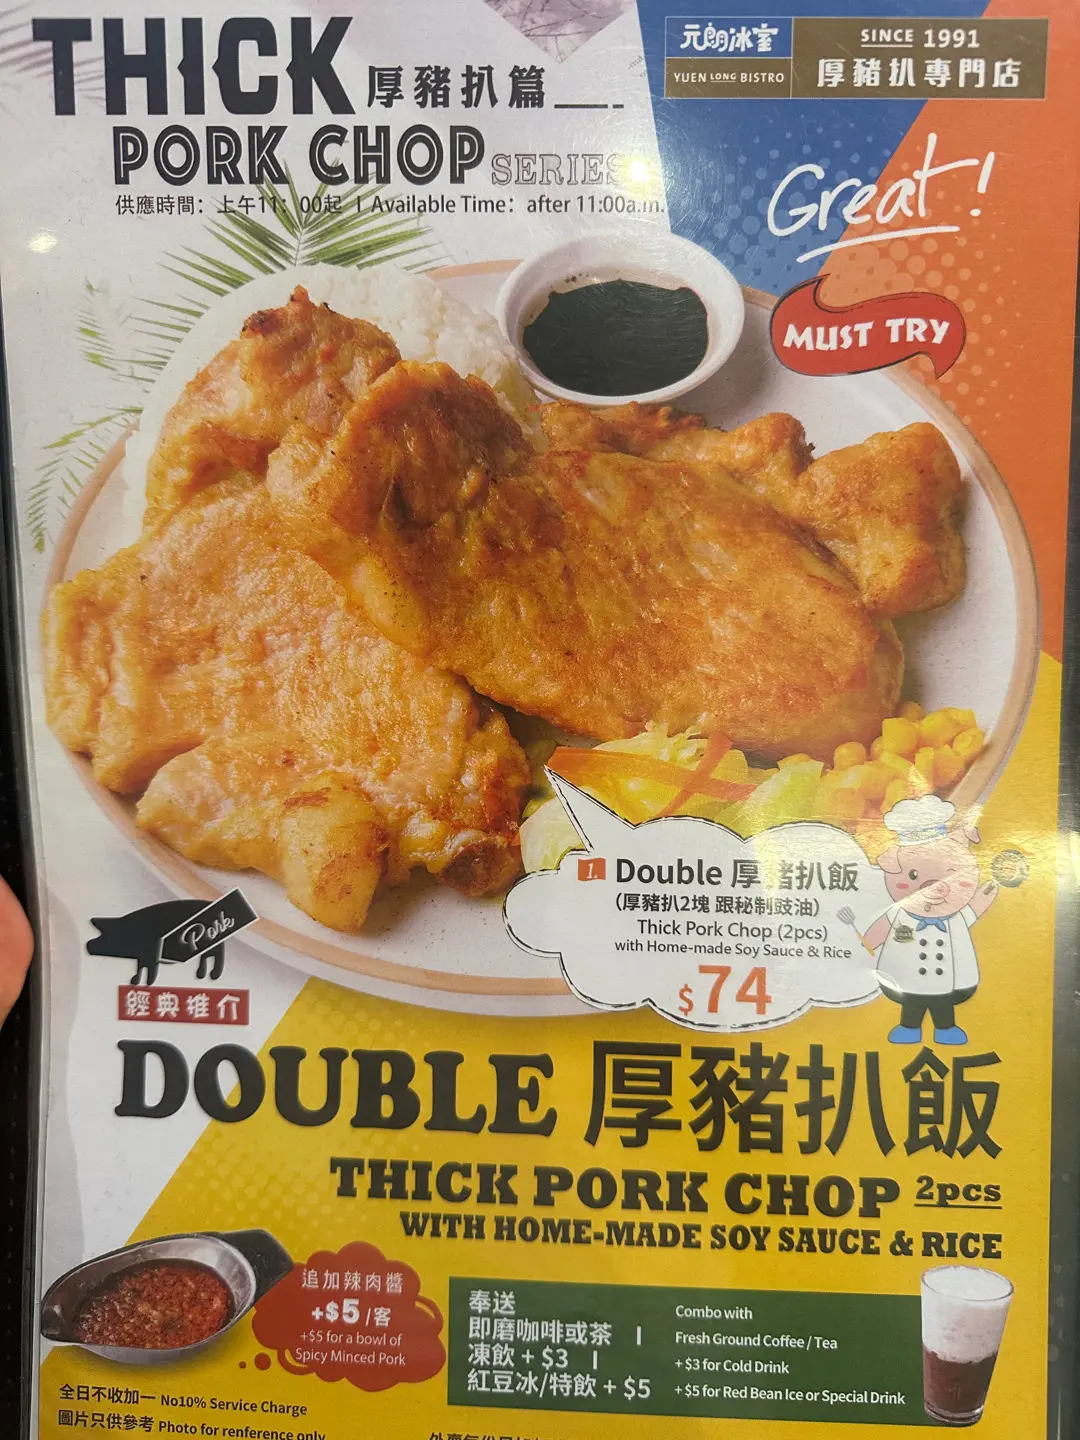 THICK 厚豬扒篇
PORK CHOP SERIES
供應時間：上午11：00起 | Available Time：after 11:00a.m.
元朗冰室
YUEN LONG BISTRO
SINCE 1991
厚豬扒專門店
Great!
MUST TRY
1. Double 厚豬扒飯
(厚豬扒2塊 跟秘制豉油)
Thick Pork Chop (2pcs)
with Home-made Soy Sauce & Rice
$74
Pork
經典推介
DOUBLE 厚豬扒飯
THICK PORK CHOP 2pcs
WITH HOME-MADE SOY SAUCE & RICE
追加辣肉醬
+$5/客
+$5 for a bowl of
Spicy Minced Pork
奉送
即磨咖啡或茶 |
凍飲 + $3 |
紅豆冰/特飲 + $5
Combo with
Fresh Ground Coffee / Tea
+ $3 for Cold Drink
+ $5 for Red Bean Ice or Special Drink
全日不收加一 No10% Service Charge
圖片只供參考 Photo for renference only